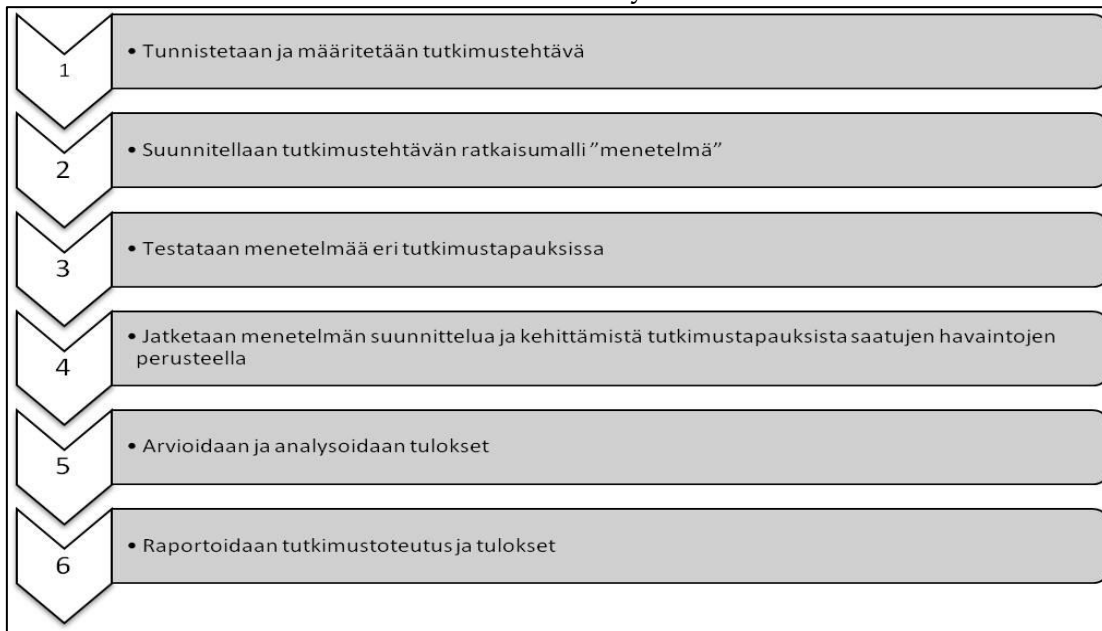 1
• Tunnistetaan ja määritetään tutkimustehtävä
2
• Suunnitellaan tutkimustehtävän ratkaisumalli ”menetelmä”
3
• Testataan menetelmää eri tutkimustapauksissa
4
• Jatketaan menetelmän suunnittelua ja kehittämistä tutkimustapauksista saatujen havaintojen
perusteella
5
• Arvioidaan ja analysoidaan tulokset
6
• Raportoidaan tutkimustoteutus ja tulokset